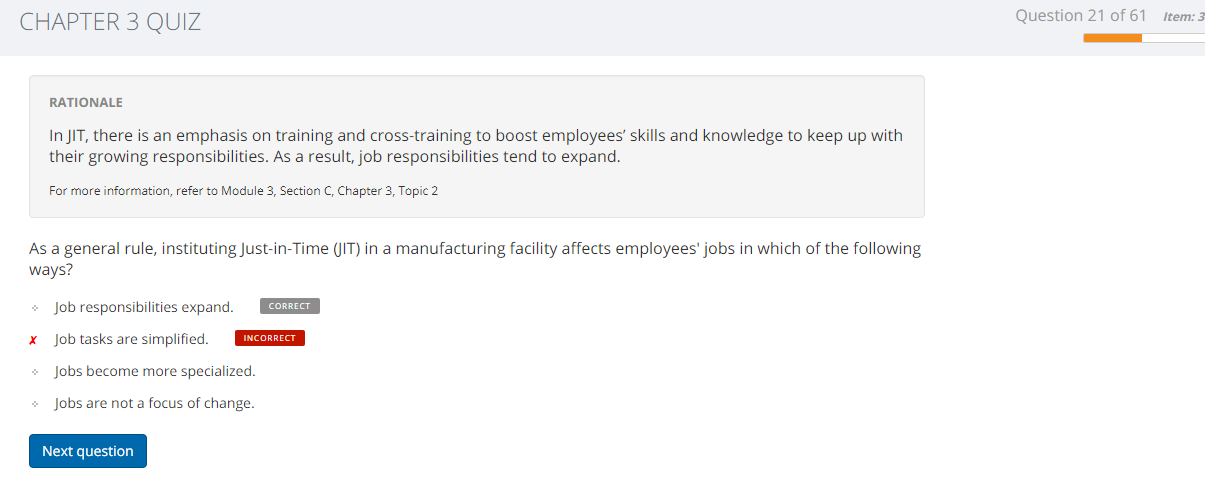 CHAPTER 3 QUIZ
Question 21 of 61 Item: 3
RATIONALE
In JIT, there is an emphasis on training and cross-training to boost employees’ skills and knowledge to keep up with
their growing responsibilities. As a result, job responsibilities tend to expand.
For more information, refer to Module 3, Section C, Chapter 3, Topic 2
As a general rule, instituting Just-in-Time (JIT) in a manufacturing facility affects employees' jobs in which of the following
ways?
Job responsibilities expand. CORRECT
✗ Job tasks are simplified. INCORRECT
Jobs become more specialized.
Jobs are not a focus of change.
Next question